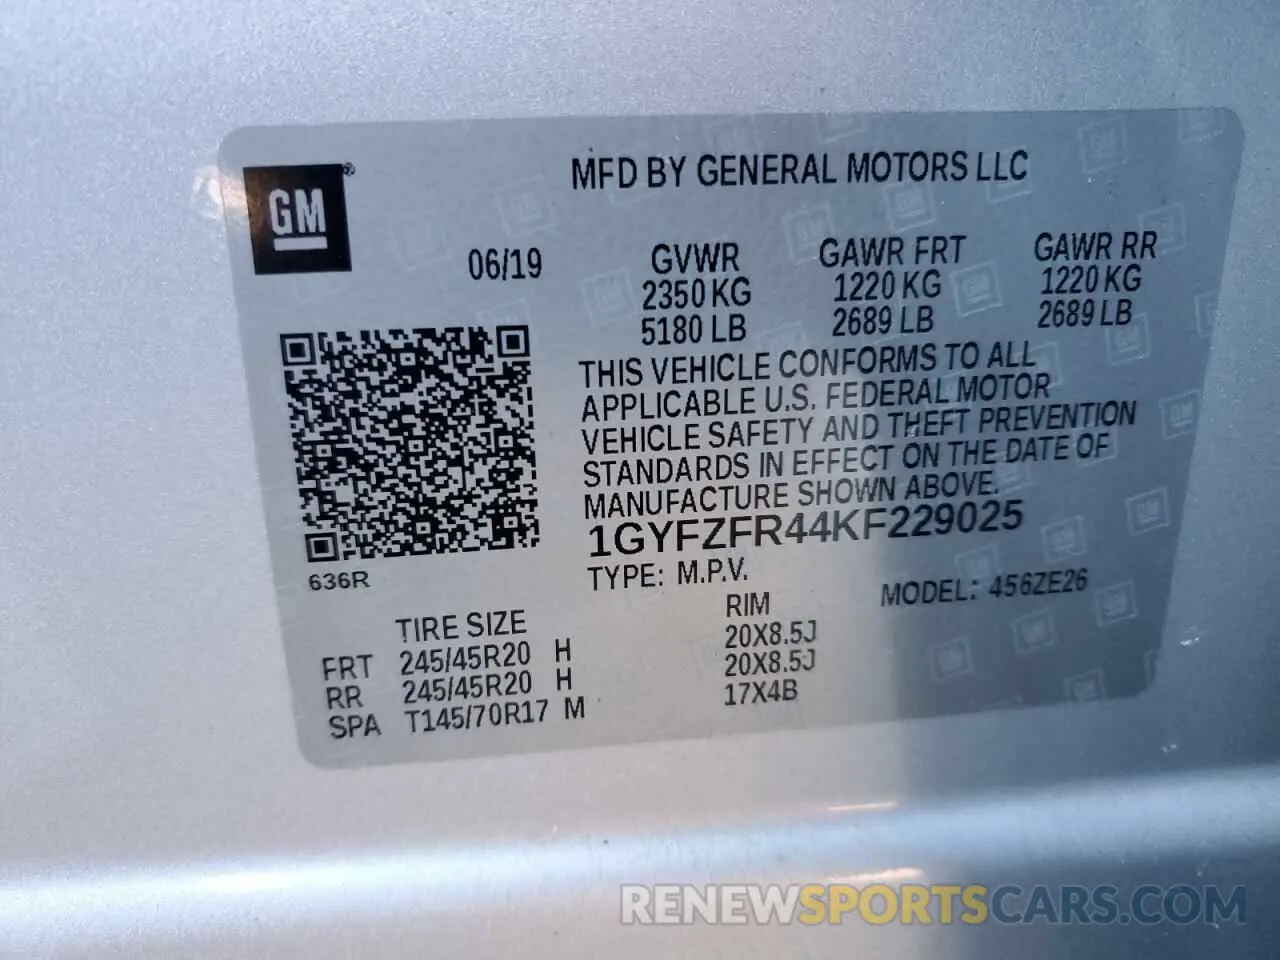 MFD BY GENERAL MOTORS LLC
GM®
06/19
GVWR GAWR FRT GAWR RR
2350 KG 1220 KG 1220 KG
5180 LB 2689 LB 2689 LB
THIS VEHICLE CONFORMS TO ALL
APPLICABLE U.S. FEDERAL MOTOR
VEHICLE SAFETY AND THEFT PREVENTION
STANDARDS IN EFFECT ON THE DATE OF
MANUFACTURE SHOWN ABOVE.
1GYFZFR44KF229025
636R
TYPE: M.P.V. MODEL: 456ZE26
TIRE SIZE RIM
FRT 245/45R20 H 20X8.5J
RR 245/45R20 H 20X8.5J
SPA T145/70R17 M 17X4B
RENEWSPORTSCARS.COM